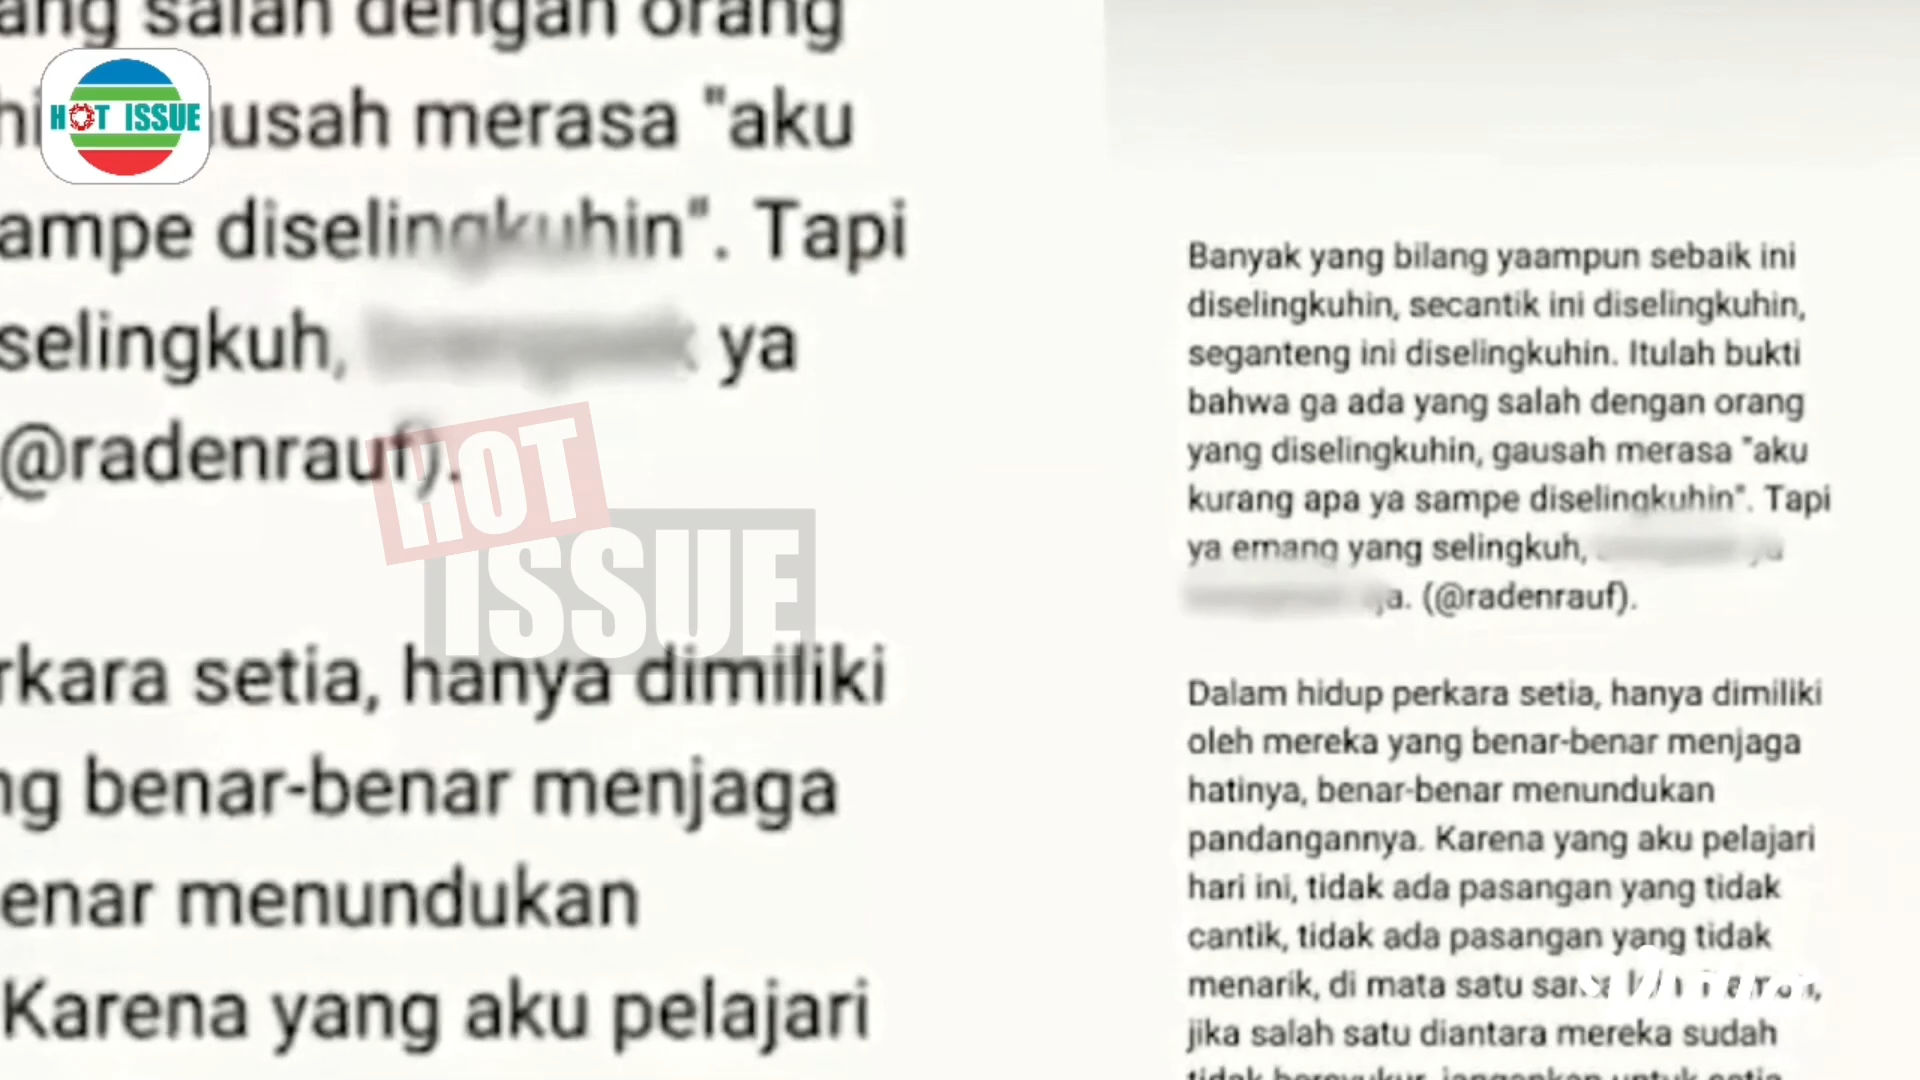 ang salah dengan orang
HOT ISSUE
gausah merasa "aku
ampe diselingkuhin". Tapi
selingkuh, ya
@radenrauf).
HOT
ISSUE
rkara setia, hanya dimiliki
ng benar-benar menjaga
enar menundukan
Karena yang aku pelajari
Banyak yang bilang yaampun sebaik ini
diselingkuhin, secantik ini diselingkuhin,
seganteng ini diselingkuhin. Itulah bukti
bahwa ga ada yang salah dengan orang
yang diselingkuhin, gausah merasa "aku
kurang apa ya sampe diselingkuhin". Tapi
ya emang yang selingkuh,
(@radenrauf).
Dalam hidup perkara setia, hanya dimiliki
oleh mereka yang benar-benar menjaga
hatinya, benar-benar menundukan
pandangannya. Karena yang aku pelajari
hari ini, tidak ada pasangan yang tidak
cantik, tidak ada pasangan yang tidak
menarik, di mata satu sama
jika salah satu diantara mereka sudah